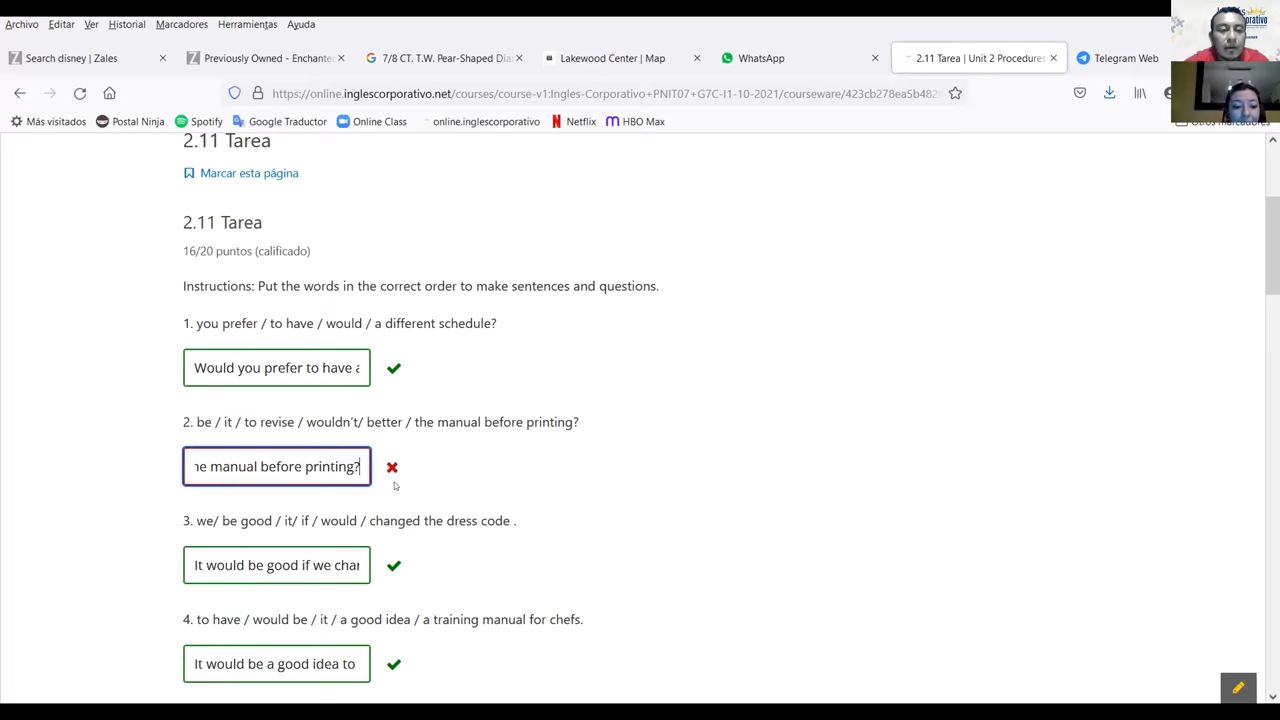 Archivo Editar Ver Historial Marcadores Herramientas Ayuda
Search disney | Zales
Previously Owned - Enchante
7/8 CT. T.W. Pear-Shaped Dia
Lakewood Center | Map
WhatsApp
2.11 Tarea | Unit 2 Procedures
Telegram Web
https://online.inglescorporativo.net/courses/course-v1:Ingles-Corporativo+PNIT07+G7C-I1-10-2021/courseware/423cb278ea5b482
Más visitados Postal Ninja Spotify Google Traductor Online Class online.inglescorporativo.n Netflix HBO Max
2.11 Tarea
Marcar esta página
2.11 Tarea
16/20 puntos (calificado)
Instructions: Put the words in the correct order to make sentences and questions.
1. you prefer / to have / would / a different schedule?
Would you prefer to have a
2. be / it / to revise / wouldn't/ better / the manual before printing?
he manual before printing?
3. we/ be good / it/ if / would / changed the dress code .
It would be good if we chan
4. to have / would be / it / a good idea / a training manual for chefs.
It would be a good idea to